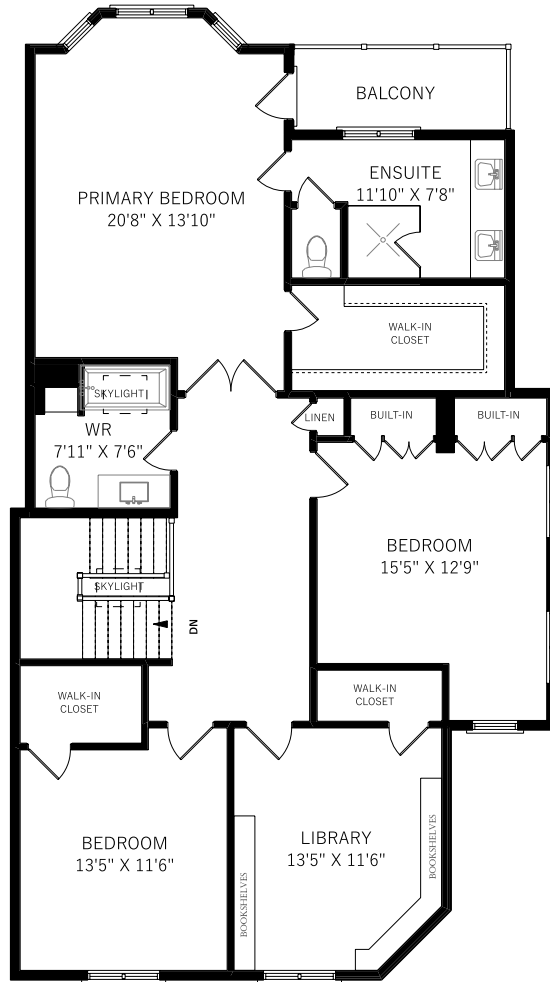 BALCONY
ENSUITE
11'10" X 7'8"
PRIMARY BEDROOM
20'8" X 13'10"
WALK-IN
CLOSET
SKYLIGHT
LINEN
BUILT-IN
BUILT-IN
WR
7'11" X 7'6"
BEDROOM
15'5" X 12'9"
SKYLIGHT
DN
WALK-IN
CLOSET
WALK-IN
CLOSET
BEDROOM
13'5" X 11'6"
LIBRARY
13'5" X 11'6"
BOOKSHELVES
BOOKSHELVES